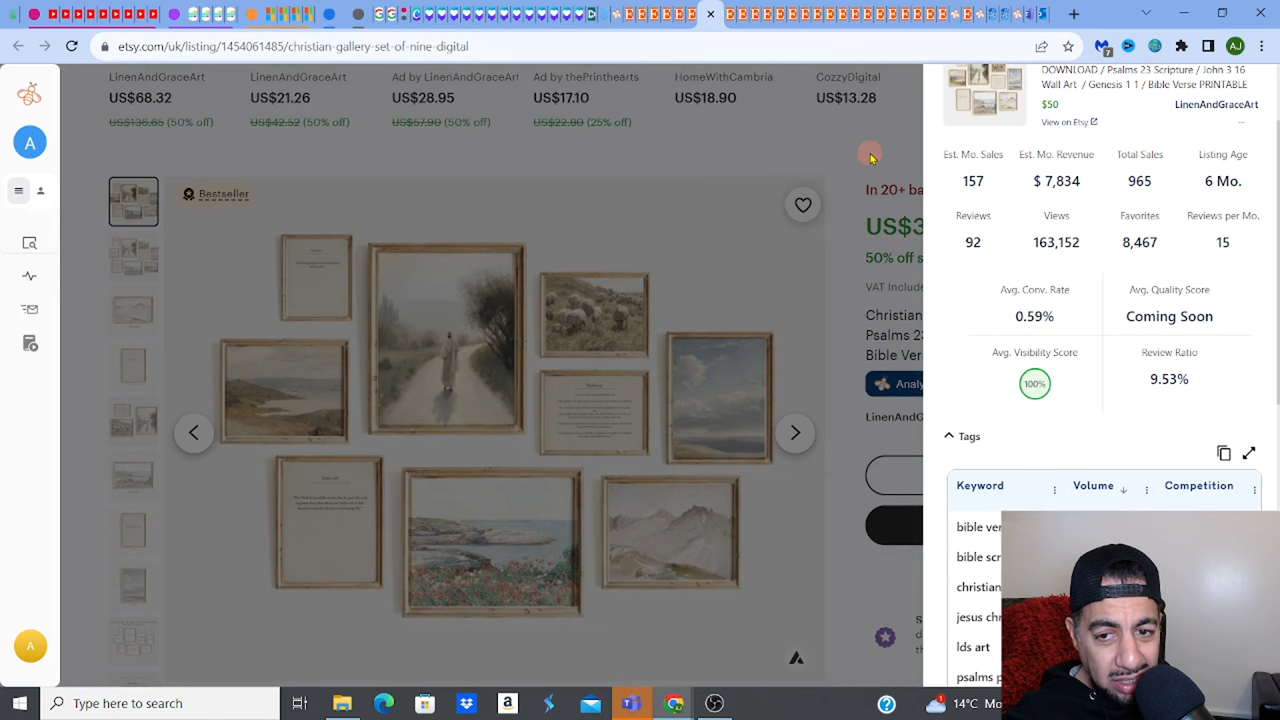 etsy.com/uk/listing/1454061485/christian-gallery-set-of-nine-digital
7
AJ
LinenAndGraceArt
LinenAndGraceArt
Ad by LinenAndGraceArt
Ad by thePrinthearts
HomeWithCambria
CozzyDigital
US$68.32
US$21.26
US$28.95
US$17.10
US$18.90
US$13.28
US$136.65 (50% off)
US$42.52 (50% off)
US$57.90 (50% off)
US$22.80 (25% off)
A
Bestseller
In 20+ ba
US$3
50% off s
VAT Include
Christian
Psalms 23
Bible Ver
Analy
LinenAndG
S
A
DOWNLOAD / Psalms 23 Scripture / John 3 16
Wall Art / Genesis 1 1 / Bible Verse PRINTABLE
$50
LinenAndGraceArt
View on Etsy
--
Est. Mo. Sales
Est. Mo. Revenue
Total Sales
Listing Age
157
$ 7,834
965
6 Mo.
Reviews
Views
Favorites
Reviews per Mo.
92
163,152
8,467
15
Avg. Conv. Rate
Avg. Quality Score
0.59%
Coming Soon
Avg. Visibility Score
Review Ratio
100%
9.53%
Tags
Keyword
Volume
Competition
bible ver
bible scr
christian
jesus chr
lds art
psalms p
Type here to search
14°C Mo